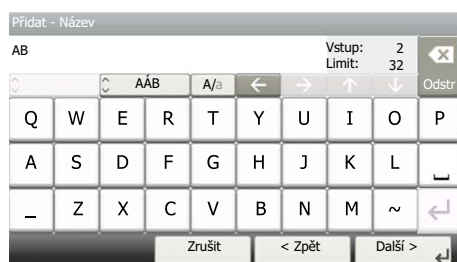 Přidat - Název
AB Vstup: 2
Limit: 32
AÁB A/a ← → ↑ ↓ Odstr
Q W E R T Y U I O P
A S D F G H J K L
_ Z X C V B N M ~
Zrušit < Zpět Další >